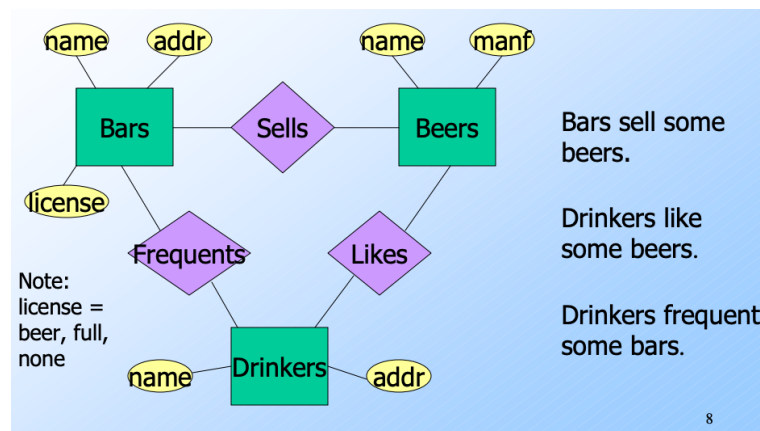 name
addr
name
manf
Bars
Sells
Beers
license
Frequents
Likes
Drinkers
name
addr
Note:
license =
beer, full,
none
Bars sell some
beers.
Drinkers like
some beers.
Drinkers frequent
some bars.
8